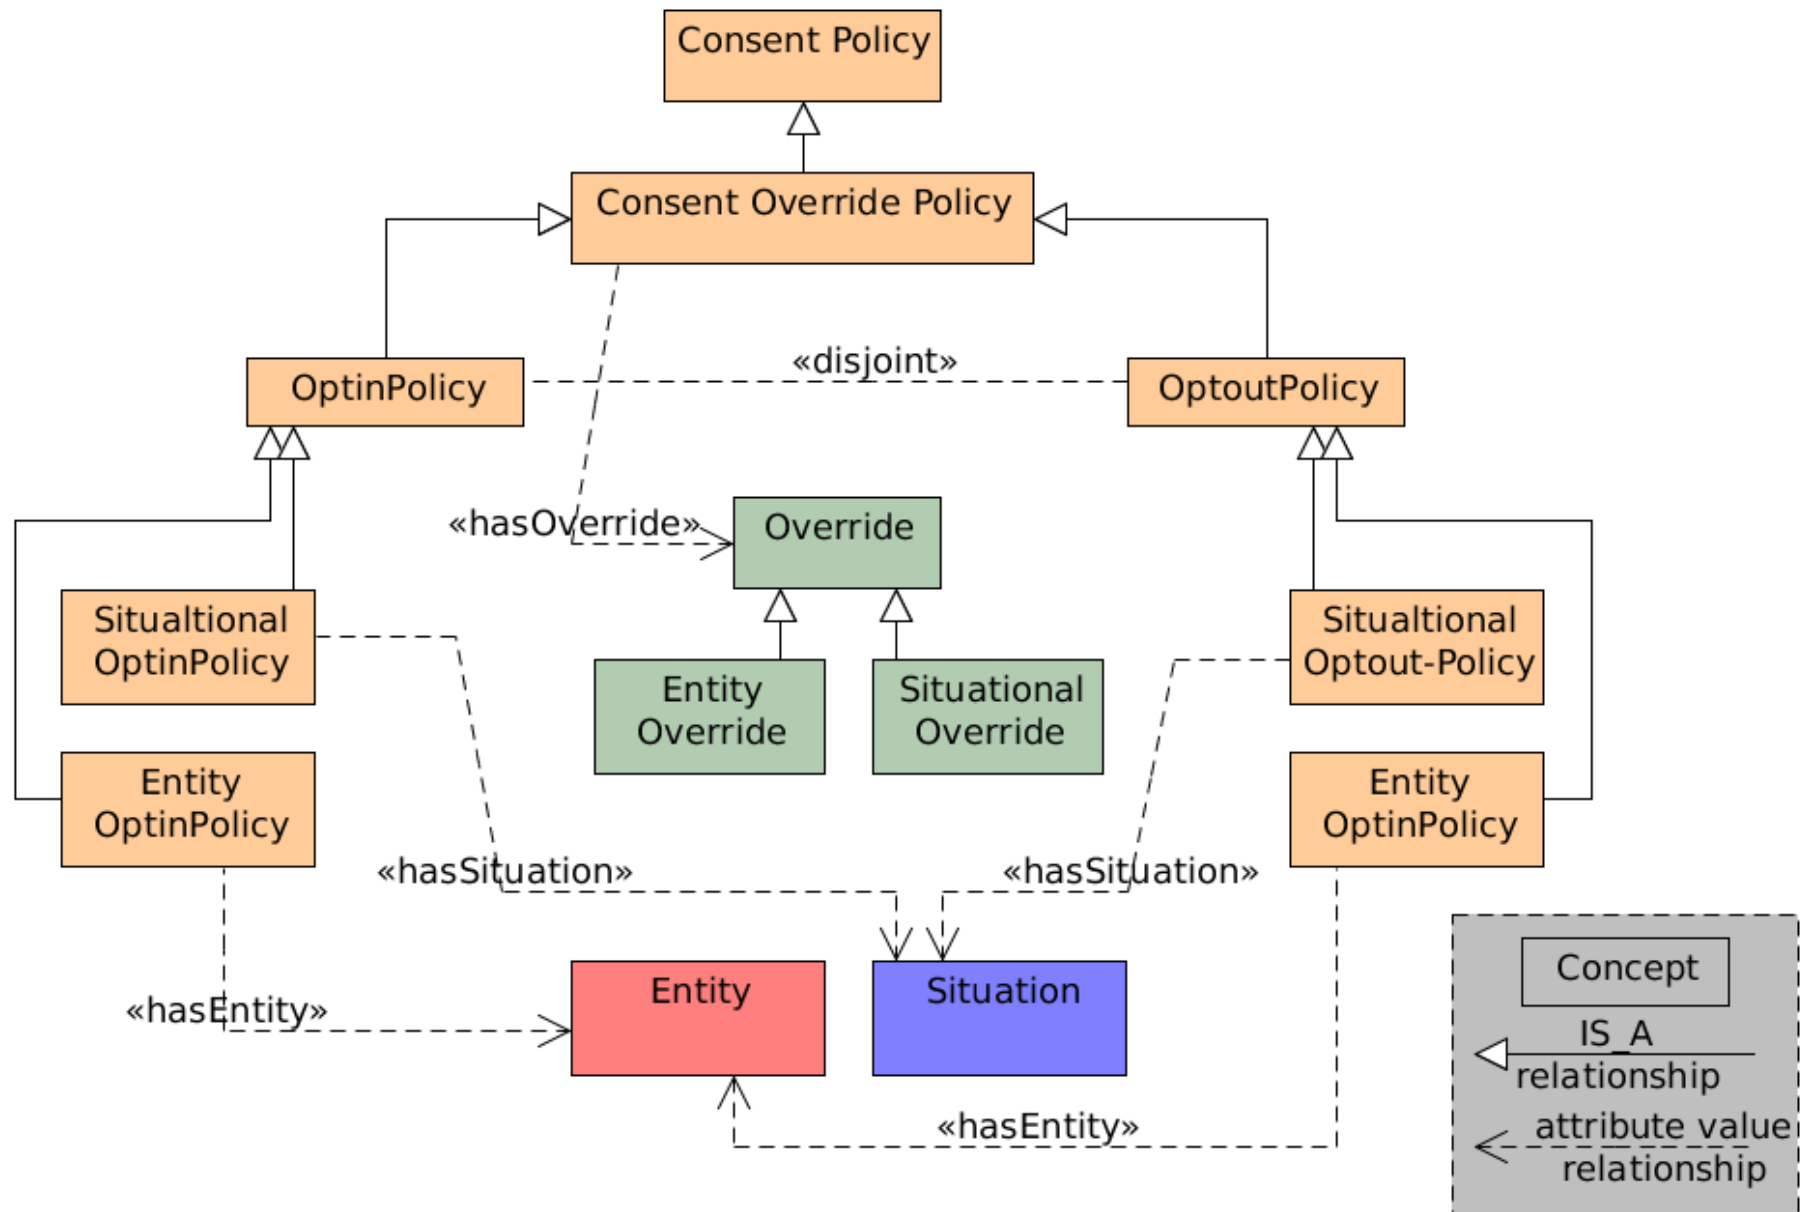 Consent Policy
Consent Override Policy
«disjoint»
OptinPolicy
OptoutPolicy
«hasOverride»
Override
Situaltional
OptinPolicy
Situaltional
Optout-Policy
Entity
Override
Situational
Override
Entity
OptinPolicy
Entity
OptinPolicy
«hasSituation»
«hasSituation»
«hasEntity»
Entity
Situation
«hasEntity»
Concept
IS_A
relationship
attribute value
relationship